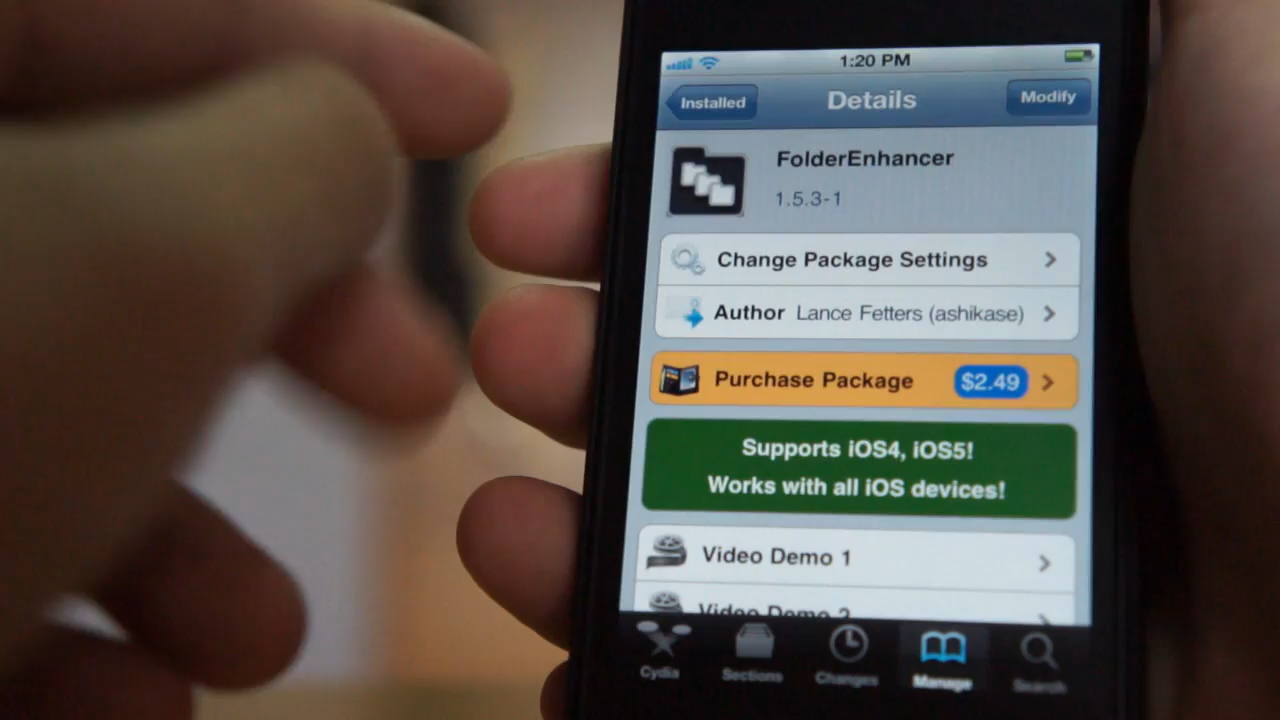 1:20 PM
Installed
Details
Modify
FolderEnhancer
1.5.3-1
Change Package Settings
Author Lance Fetters (ashikase)
Purchase Package $2.49
Supports iOS4, iOS5!
Works with all iOS devices!
Video Demo 1
Video Demo 2
Cydia
Sections
Changes
Manage
Search